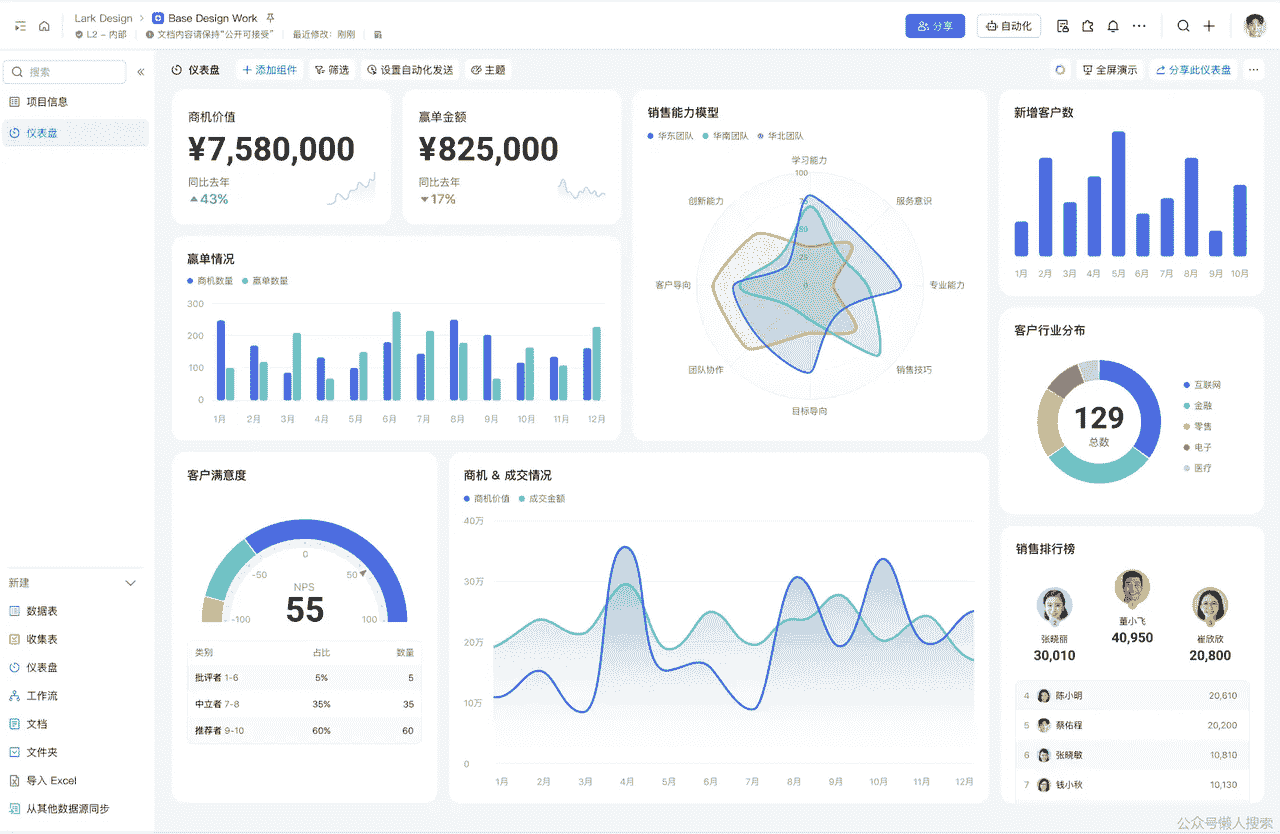 Lark Design > Base Design Work
L2 – 内部 文档内容请保持“公开可接受” 最近修改：刚刚
分享
自动化
搜索
项目信息
仪表盘
新建
数据表
收集表
仪表盘
工作流
文档
文件夹
导入 Excel
从其他数据源同步
仪表盘 + 添加组件 筛选 设置自动化发送 主题
全屏演示 分享此仪表盘
商机价值
¥7,580,000
同比去年
43%
赢单金额
¥825,000
同比去年
17%
赢单情况
商机数量 赢单数量
300
200
100
0
1月 2月 3月 4月 5月 6月 7月 8月 9月 10月 11月 12月
销售能力模型
华东团队 华南团队 华北团队
学习能力
100
创新能力 75 服务意识
25
客户导向 0 专业能力
团队协作 销售技巧
目标导向
新增客户数
1月 2月 3月 4月 5月 6月 7月 8月 9月 10月
客户行业分布
129
总数
互联网
金融
零售
电子
医疗
客户满意度
0
-50 50
NPS
55
-100 100
类别 占比 数量
批评者 1-6 5% 5
中立者 7-8 35% 35
推荐者 9-10 60% 60
商机 & 成交情况
商机价值 成交金额
40万
30万
20万
10万
0
1月 2月 3月 4月 5月 6月 7月 8月 9月 10月 11月 12月
销售排行榜
董小飞
40,950
张晓丽
30,010
崔欣欣
20,800
4 陈小明 20,610
5 蔡佑程 20,200
6 张晓敏 10,810
7 钱小秋 10,130
公众号懒人搜索